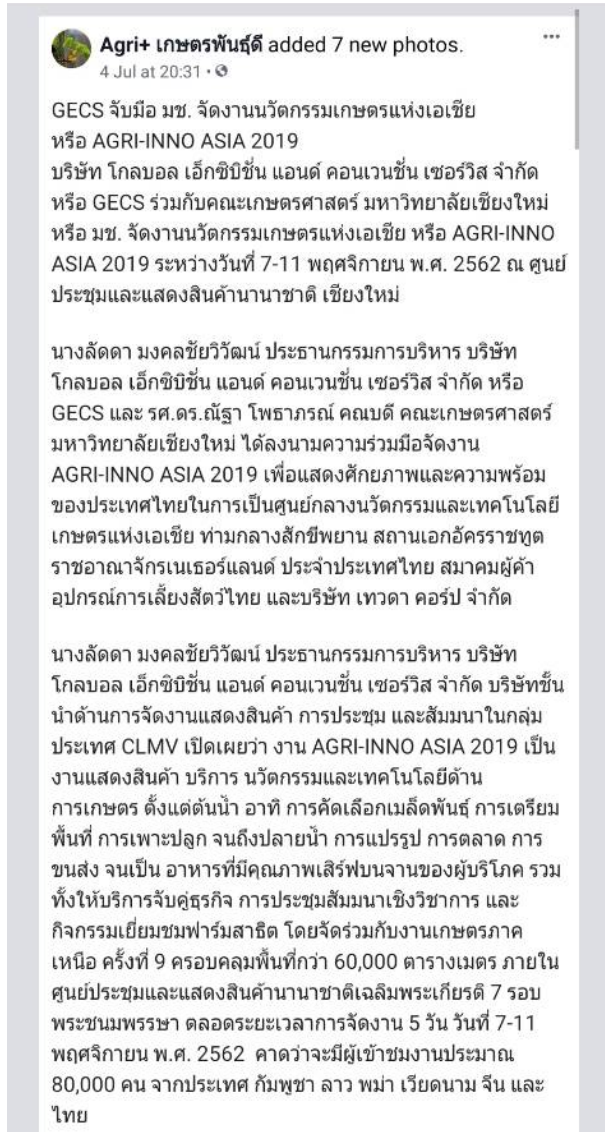 Agri+ เกษตรพันธุ์ดี added 7 new photos.
4 Jul at 20:31
GECS จับมือ มช. จัดงานนวัตกรรมเกษตรแห่งเอเชีย
หรือ AGRI-INNO ASIA 2019
บริษัท โกลบอล เอ็กซิบิชั่น แอนด์ คอนเวนชั่น เซอร์วิส จำกัด
หรือ GECS ร่วมกับคณะเกษตรศาสตร์ มหาวิทยาลัยเชียงใหม่
หรือ มช. จัดงานนวัตกรรมเกษตรแห่งเอเชีย หรือ AGRI-INNO
ASIA 2019 ระหว่างวันที่ 7-11 พฤศจิกายน พ.ศ. 2562 ณ ศูนย์
ประชุมและแสดงสินค้านานาชาติ เชียงใหม่
นางลัดดา มงคลชัยวิวัฒน์ ประธานกรรมการบริหาร บริษัท
โกลบอล เอ็กซิบิชั่น แอนด์ คอนเวนชั่น เซอร์วิส จำกัด หรือ
GECS และ รศ.ดร.ณัฐา โพธาภรณ์ คณบดี คณะเกษตรศาสตร์
มหาวิทยาลัยเชียงใหม่ ได้ลงนามความร่วมมือจัดงาน
AGRI-INNO ASIA 2019 เพื่อแสดงศักยภาพและความพร้อม
ของประเทศไทยในการเป็นศูนย์กลางนวัตกรรมและเทคโนโลยี
เกษตรแห่งเอเชีย ท่ามกลางสักขีพยาน สถานเอกอัครราชทูต
ราชอาณาจักรเนเธอร์แลนด์ ประจำประเทศไทย สมาคมผู้ค้า
อุปกรณ์การเลี้ยงสัตว์ไทย และบริษัท เทวดา คอร์ป จำกัด
นางลัดดา มงคลชัยวิวัฒน์ ประธานกรรมการบริหาร บริษัท
โกลบอล เอ็กซิบิชั่น แอนด์ คอนเวนชั่น เซอร์วิส จำกัด บริษัทชั้น
นำด้านการจัดงานแสดงสินค้า การประชุม และสัมมนาในกลุ่ม
ประเทศ CLMV เปิดเผยว่า งาน AGRI-INNO ASIA 2019 เป็น
งานแสดงสินค้า บริการ นวัตกรรมและเทคโนโลยีด้าน
การเกษตร ตั้งแต่ต้นน้ำ อาทิ การคัดเลือกเมล็ดพันธุ์ การเตรียม
พื้นที่ การเพาะปลูก จนถึงปลายน้ำ การแปรรูป การตลาด การ
ขนส่ง จนเป็น อาหารที่มีคุณภาพเสิร์ฟบนจานของผู้บริโภค รวม
ทั้งให้บริการจับคู่ธุรกิจ การประชุมสัมมนาเชิงวิชาการ และ
กิจกรรมเยี่ยมชมฟาร์มสาธิต โดยจัดร่วมกับงานเกษตรภาค
เหนือ ครั้งที่ 9 ครอบคลุมพื้นที่กว่า 60,000 ตารางเมตร ภายใน
ศูนย์ประชุมและแสดงสินค้านานาชาติเฉลิมพระเกียรติ 7 รอบ
พระชนมพรรษา ตลอดระยะเวลาการจัดงาน 5 วัน วันที่ 7-11
พฤศจิกายน พ.ศ. 2562 คาดว่าจะมีผู้เข้าชมงานประมาณ
80,000 คน จากประเทศ กัมพูชา ลาว พม่า เวียดนาม จีน และ
ไทย